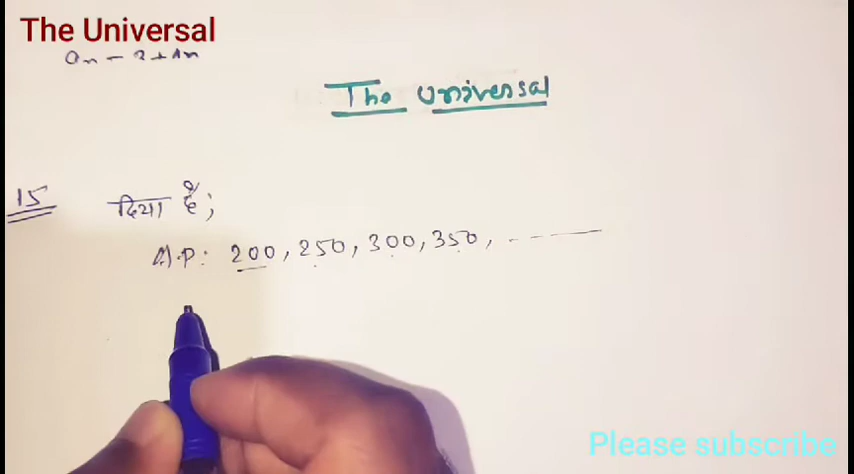 The Universal
The Universal
15 दिया है;
A.P: 200, 250, 300, 350, -----
Please subscribe